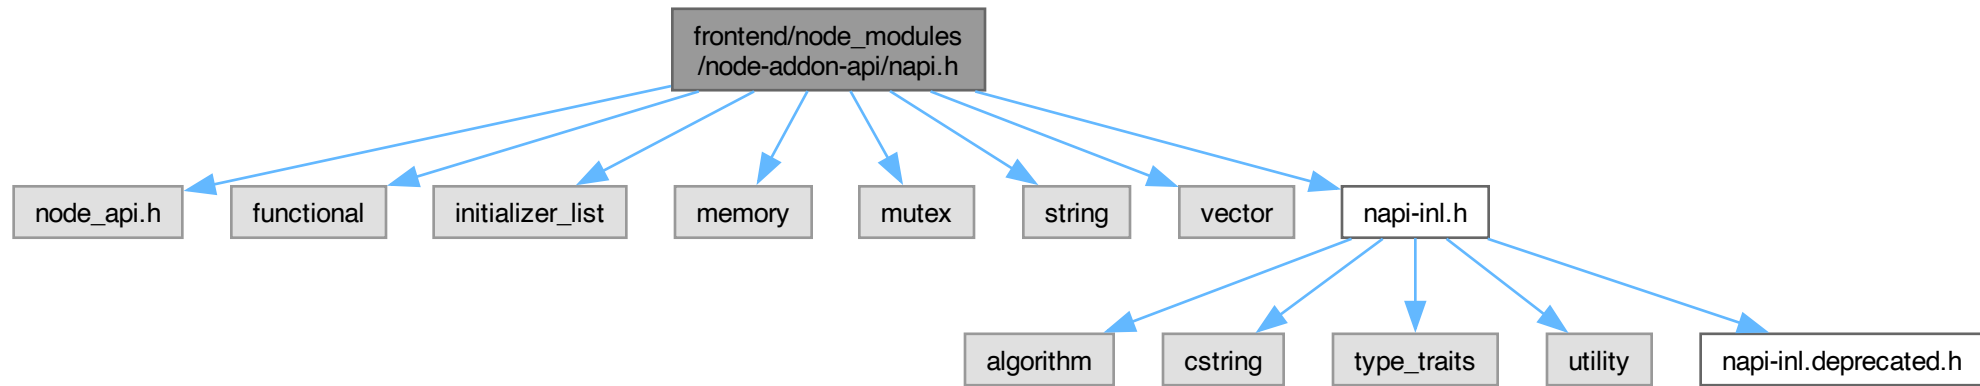 frontend/node_modules
/node-addon-api/napi.h
node_api.h
functional
initializer_list
memory
mutex
string
vector
napi-inl.h
algorithm
cstring
type_traits
utility
napi-inl.deprecated.h